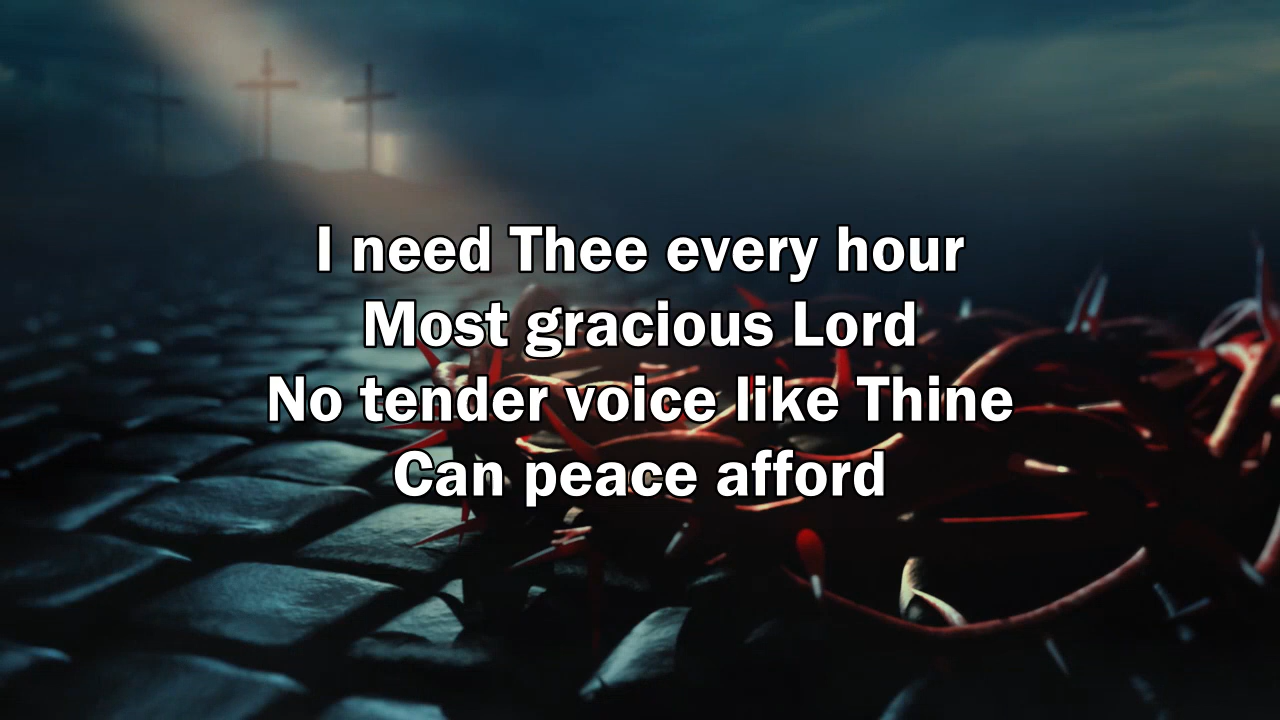 I need Thee every hour
Most gracious Lord
No tender voice like Thine
Can peace afford